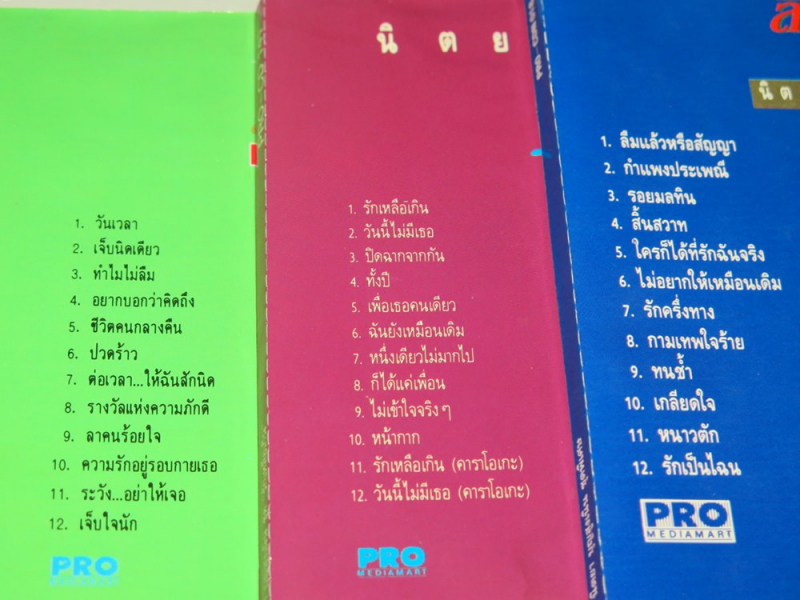 1. วันเวลา
2. เจ็บนิดเดียว
3. ทำไมไม่ลืม
4. อยากบอกว่าคิดถึง
5. ชีวิตคนกลางคืน
6. ปวดร้าว
7. ต่อเวลา...ให้ฉันสักนิด
8. รางวัลแห่งความภักดี
9. ลาคนร้อยใจ
10. ความรักอยู่รอบกายเธอ
11. ระวัง...อย่าให้เจอ
12. เจ็บใจนัก
PRO
นิตย
1. รักเหลือเกิน
2. วันนี้ไม่มีเธอ
3. ปิดฉากจากกัน
4. ทั้งปี
5. เพื่อเธอคนเดียว
6. ฉันยังเหมือนเดิม
7. หนึ่งเดียวไม่มากไป
8. ก็ได้แค่เพื่อน
9. ไม่เข้าใจจริง ๆ
10. หน้ากาก
11. รักเหลือเกิน (คาราโอเกะ)
12. วันนี้ไม่มีเธอ (คาราโอเกะ)
PRO
MEDIAMART
นิต
1. ลืมแล้วหรือสัญญา
2. กำแพงประเพณี
3. รอยมลทิน
4. สิ้นสวาท
5. ใครก็ได้ที่รักฉันจริง
6. ไม่อยากให้เหมือนเดิม
7. รักครึ่งทาง
8. กามเทพใจร้าย
9. ทนซ้ำ
10. เกลียดใจ
11. หนาวตัก
12. รักเป็นไฉน
PRO
MEDIAMART